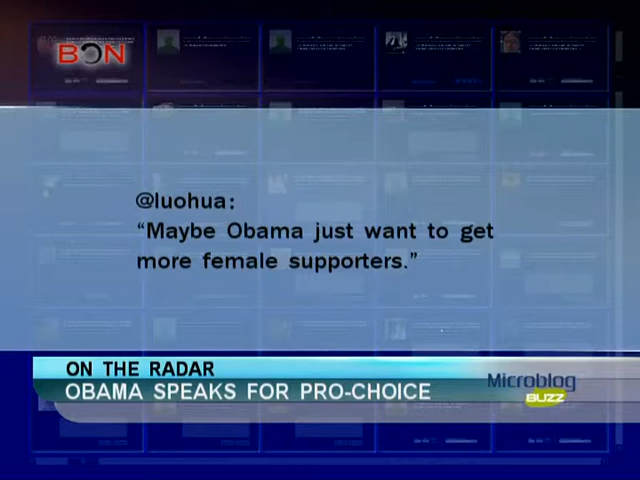 BON
@luohua:
“Maybe Obama just want to get
more female supporters.”
ON THE RADAR
OBAMA SPEAKS FOR PRO-CHOICE
Microblog
BUZZ